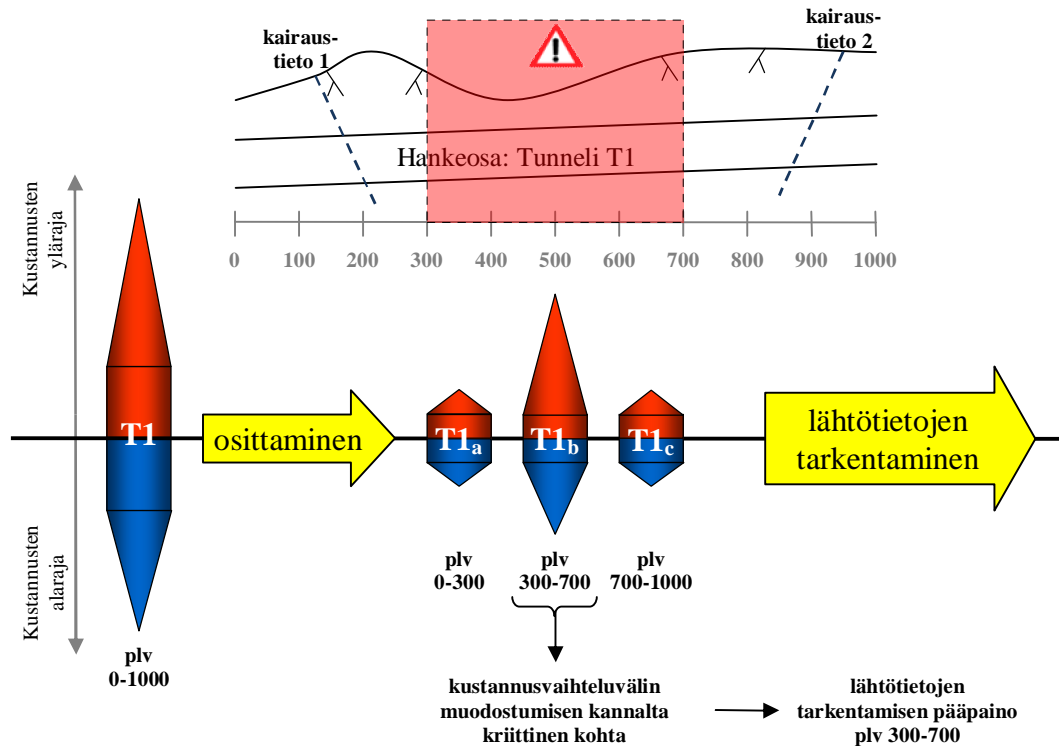 kairaus-
tieto 1
kairaus-
tieto 2
Hankeosa: Tunneli T1
0 100 200 300 400 500 600 700 800 900 1000
Kustannusten
yläraja
Kustannusten
alaraja
T1
osittaminen
T1a
T1b
T1c
lähtötietojen
tarkentaminen
plv
0-300
plv
300-700
plv
700-1000
plv
0-1000
kustannusvaihteluvälin
muodostumisen kannalta
kriittinen kohta
lähtötietojen
tarkentamisen pääpaino
plv 300-700